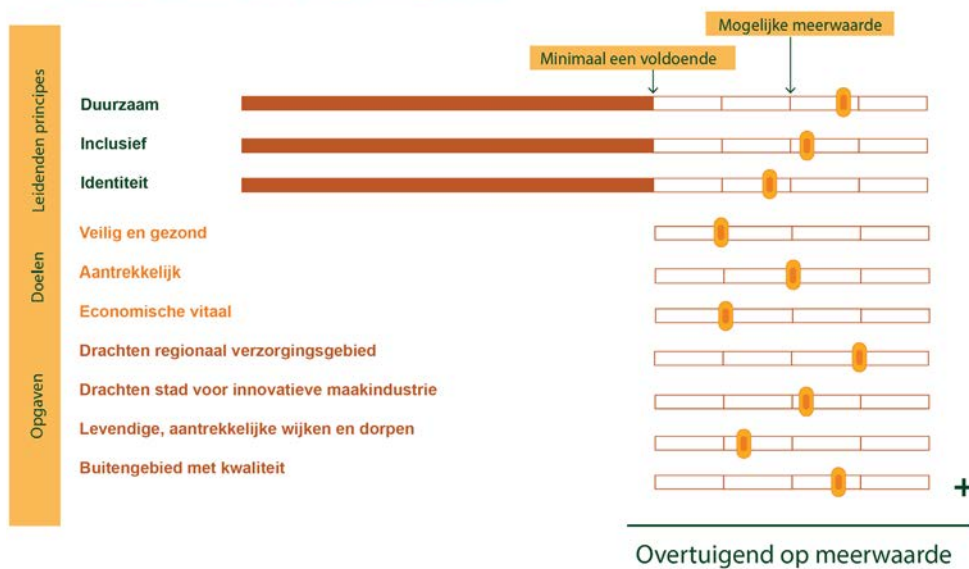 Mogelijke meerwaarde
Minimaal een voldoende
Leidenden principes
Duurzaam
Inclusief
Identiteit
Doelen
Veilig en gezond
Aantrekkelijk
Economische vitaal
Opgaven
Drachten regionaal verzorgingsgebied
Drachten stad voor innovatieve maakindustrie
Levendige, aantrekkelijke wijken en dorpen
Buitengebied met kwaliteit
+
Overtuigend op meerwaarde